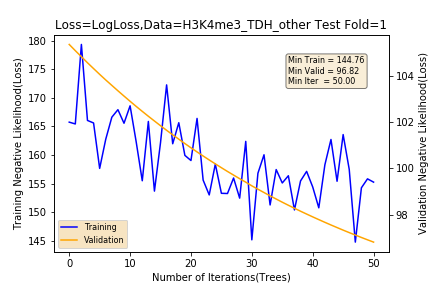 Loss=LogLoss,Data=H3K4me3_TDH_other Test Fold=1
Training Negative Likelihood(Loss)
180
175
170
165
160
155
150
145
Min Train = 144.76
Min Valid = 96.82
Min Iter  = 50.00
Training
Validation
104
102
100
98
Validation Negative Likelihood(Loss)
0
10
20
30
40
50
Number of Iterations(Trees)